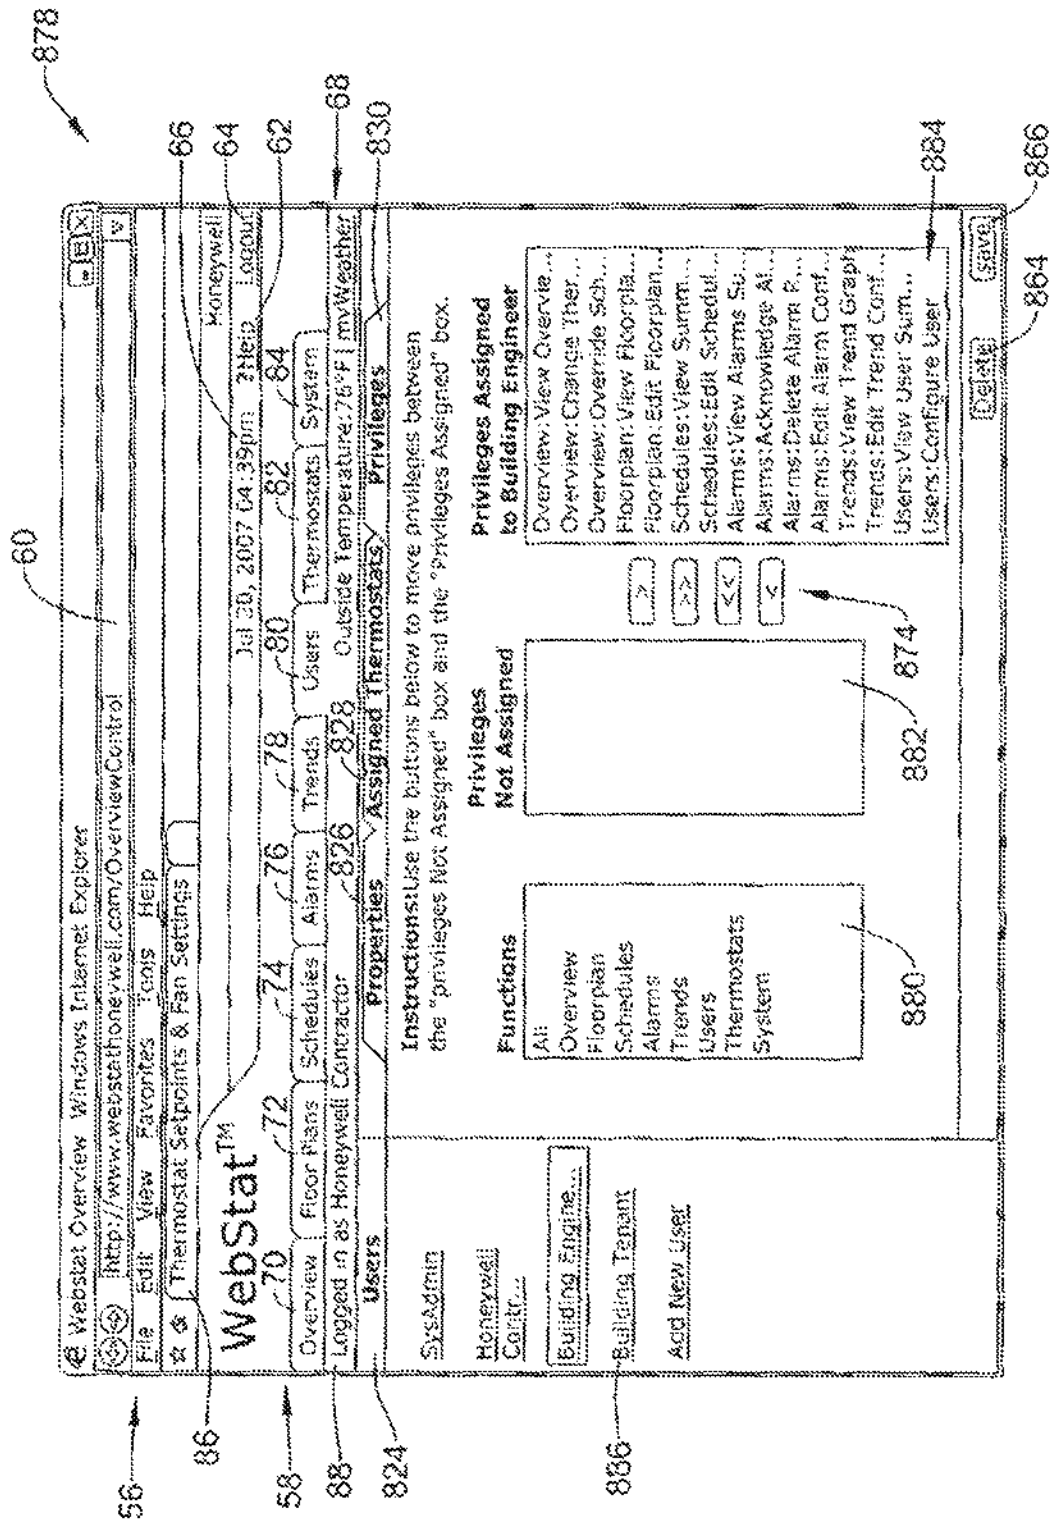 878
60
Webstat Overview Windows Internet Explorer
http://www.webstathoneywell.com/OverviewControl
56
File Edit View Favorites Tools Help
Thermostat Setpoints & Fan Settings
86
66
64
62
Honeywell
WebStat™
Jul 20, 2007 04:39pm ?Help Logout
58
70 72 74 76 78 80 82 84
Overview Floor Plans Schedules Alarms Trends Users Thermostats System
68
88
Logged in as Honeywell Contractor
Outside Temperature:76°F | myWeather
824 826 828 830
Users Properties Assigned Thermostats Privileges
Instructions:Use the buttons below to move privileges between
the "privileges Not Assigned" box and the "Privileges Assigned" box.
SysAdmin
Honeywell
Contr...
Building Engine...
Building Tenant
Add New User
886
Functions
All
Overview
Floorplan
Schedules
Alarms
Trends
Users
Thermostats
System
880
Privileges
Not Assigned
882
>
>>
<<
<
874
Privileges Assigned
to Building Engineer
Overview:View Overvie...
Overview:Change Ther...
Overview:Override Sch...
Floorplan:View Floorpla...
Floorplan:Edit Floorplan...
Schedules:View Summ...
Schedules:Edit Schedul...
Alarms:View Alarms Su...
Alarms:Acknowledge Al...
Alarms:Delete Alarm R...
Alarms:Edit Alarm Conf...
Trends:View Trend Graphs
Trends:Edit Trend Conf...
Users:View User Sum...
Users:Configure User
884
Delete save
864 866